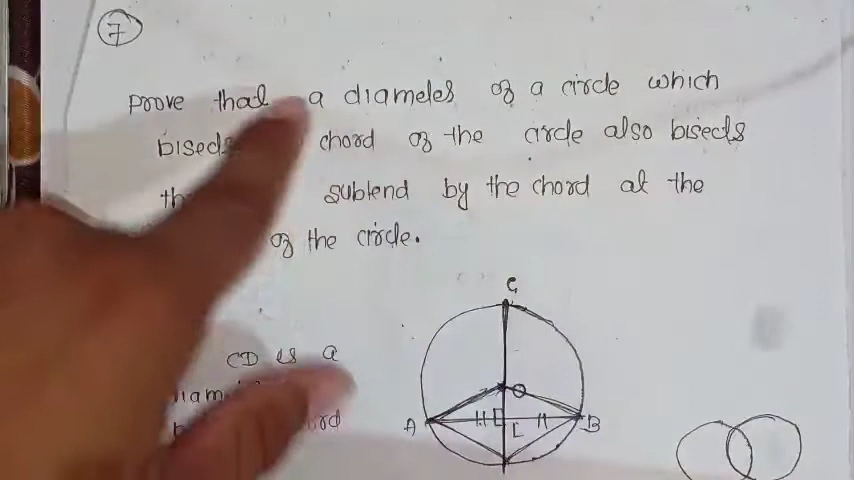 7
prove that a diameter of a circle which
bisects chord of the circle also bisects
subtend by the chord at the
of the circle.
C
CD is a
O
A
B
L